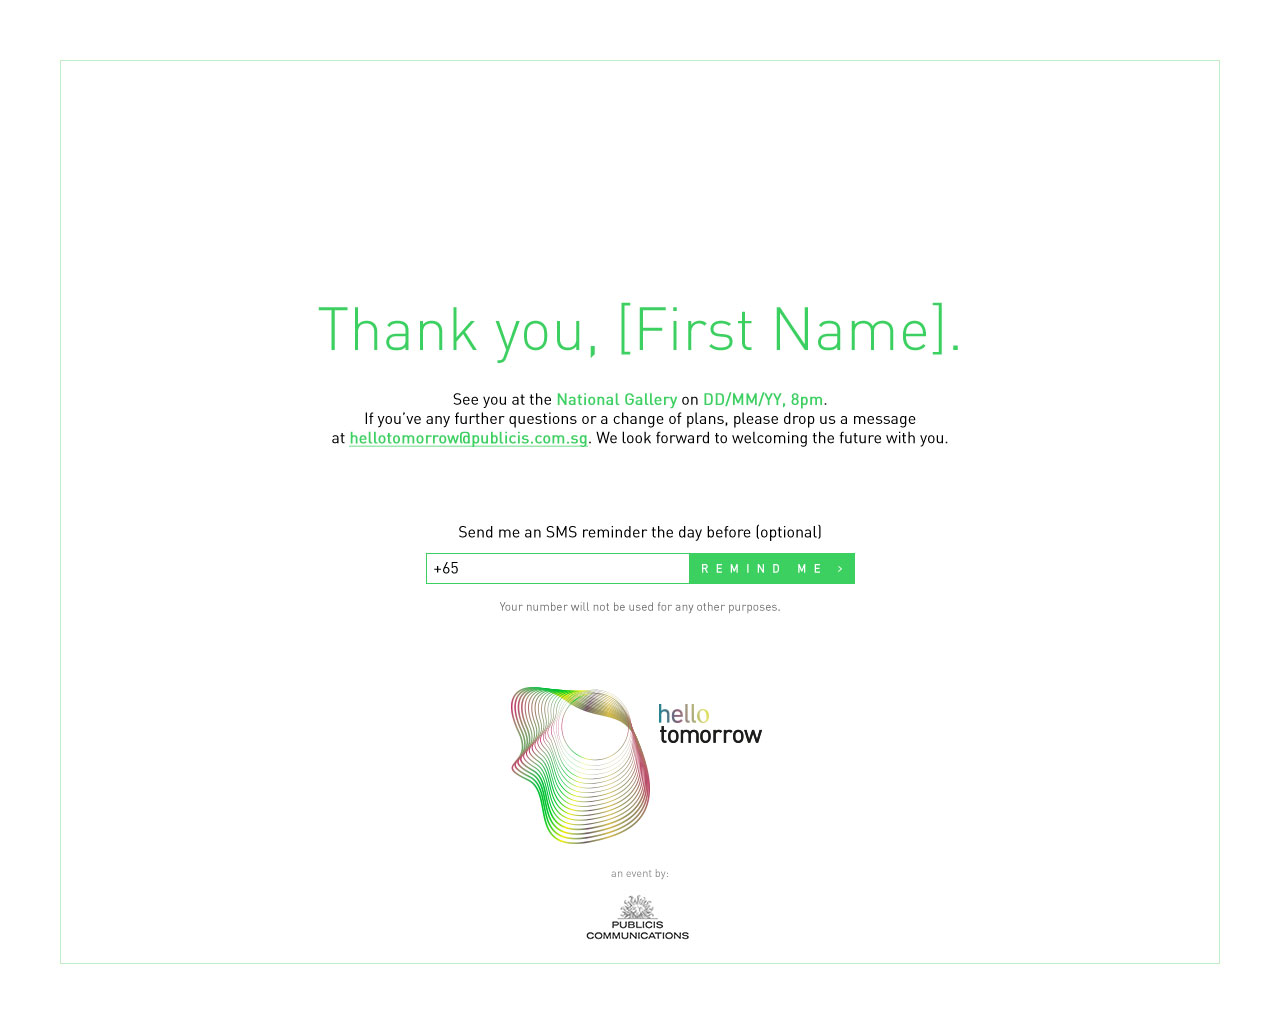 Thank you, [First Name].
See you at the National Gallery on DD/MM/YY, 8pm.
If you’ve any further questions or a change of plans, please drop us a message
at hellotomorrow@publicis.com.sg. We look forward to welcoming the future with you.
Send me an SMS reminder the day before (optional)
+65 REMIND ME >
Your number will not be used for any other purposes.
hello
tomorrow
an event by:
PUBLICIS
COMMUNICATIONS